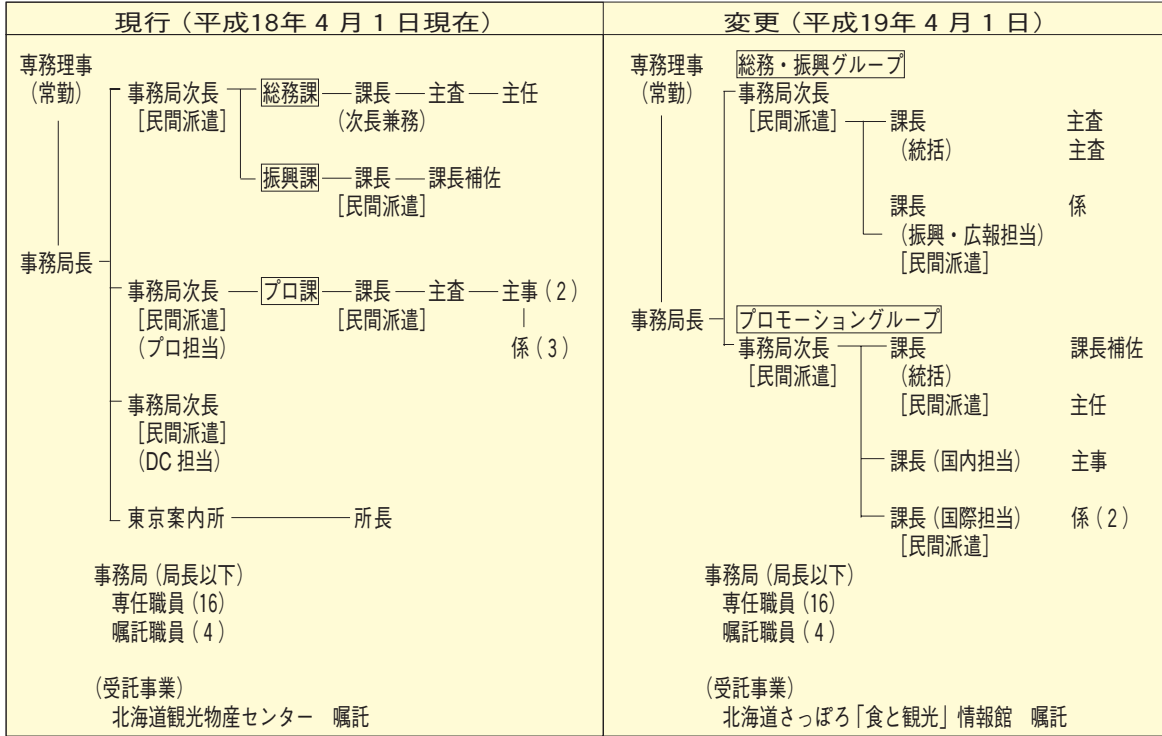 現行（平成18年４月１日現在）
専務理事
(常勤)
事務局次長
[民間派遣]
総務課
課長
(次長兼務)
主査
主任
振興課
課長
[民間派遣]
課長補佐
事務局長
事務局次長
[民間派遣]
(プロ担当)
プロ課
課長
[民間派遣]
主査
主事(２)
係(３)
事務局次長
[民間派遣]
(DC 担当)
東京案内所
所長
事務局(局長以下)
専任職員(16)
嘱託職員(４)
(受託事業)
北海道観光物産センター　嘱託
変更（平成19年４月１日）
専務理事
(常勤)
総務・振興グループ
事務局次長
[民間派遣]
課長
(統括)
主査
主査
課長
(振興・広報担当)
[民間派遣]
係
事務局長
プロモーショングループ
事務局次長
[民間派遣]
課長
(統括)
[民間派遣]
課長補佐
主任
課長(国内担当)
主事
課長(国際担当)
[民間派遣]
係(２)
事務局(局長以下)
専任職員(16)
嘱託職員(４)
(受託事業)
北海道さっぽろ「食と観光」情報館　嘱託